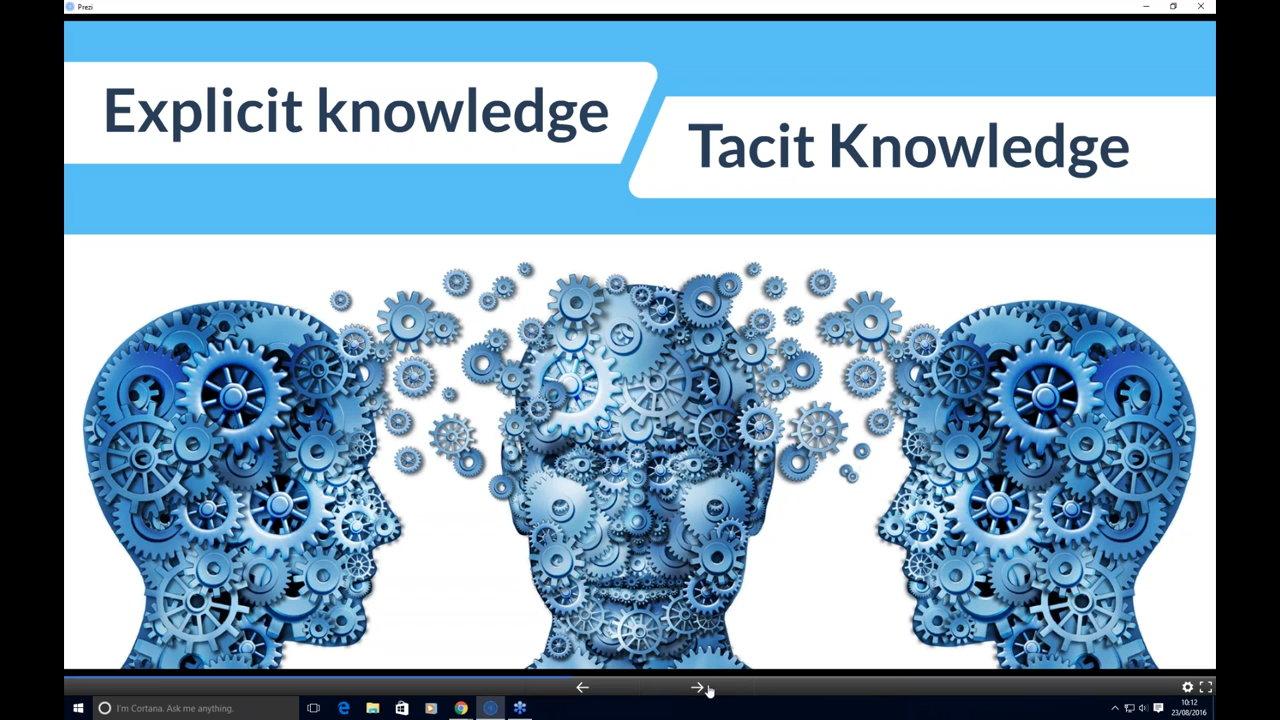 Prezi
Explicit knowledge
Tacit Knowledge
I'm Cortana. Ask me anything.
10:12
23/08/2016